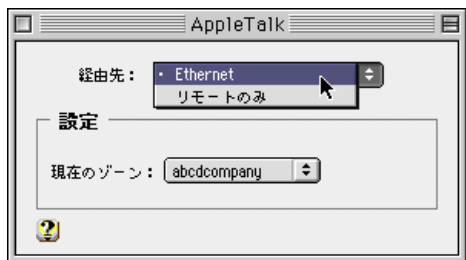 AppleTalk
経由先：
• Ethernet
リモートのみ
設定
現在のゾーン：
abcdcompany
?